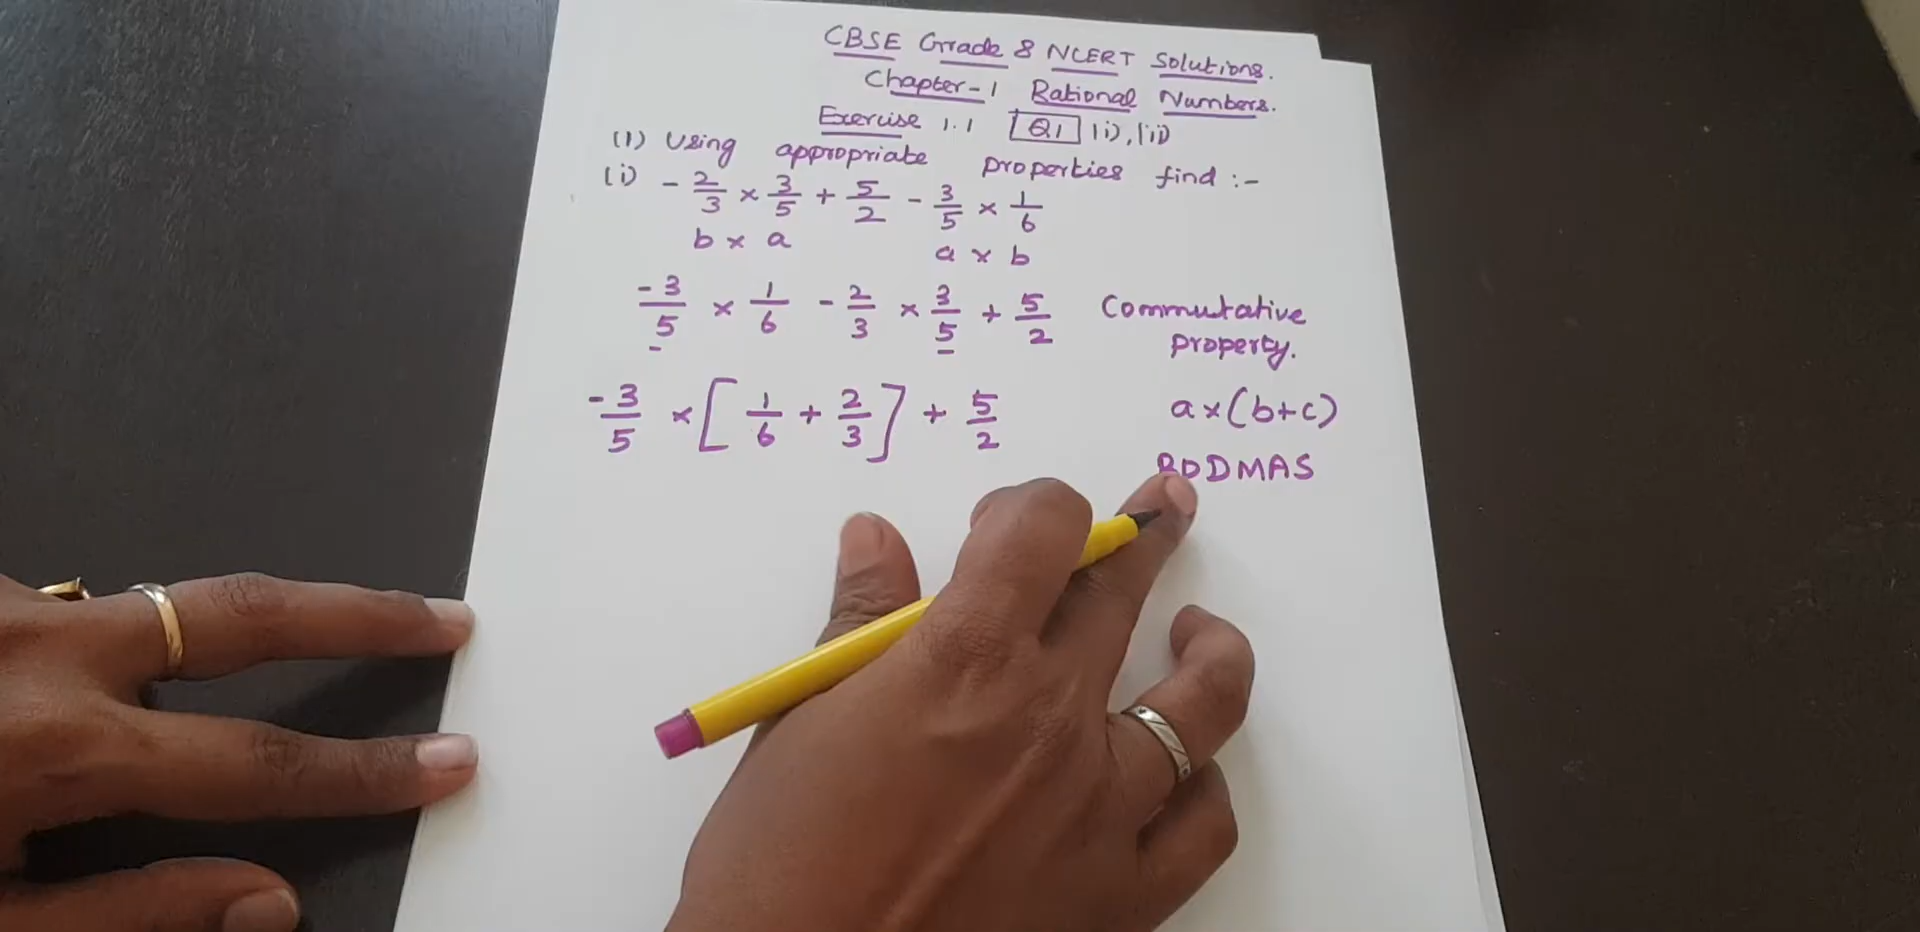 CBSE Grade 8 NCERT Solutions.
Chapter-1 Rational Numbers.
Exercise 1.1 Q1 (i), (ii)
(1) Using appropriate properties find :-
(i) - 2/3 × 3/5 + 5/2 - 3/5 × 1/6
b × a a × b
-3/5 × 1/6 - 2/3 × 3/5 + 5/2 Commutative
property.
-3/5 × [1/6 + 2/3] + 5/2 a×(b+c)
BODMAS